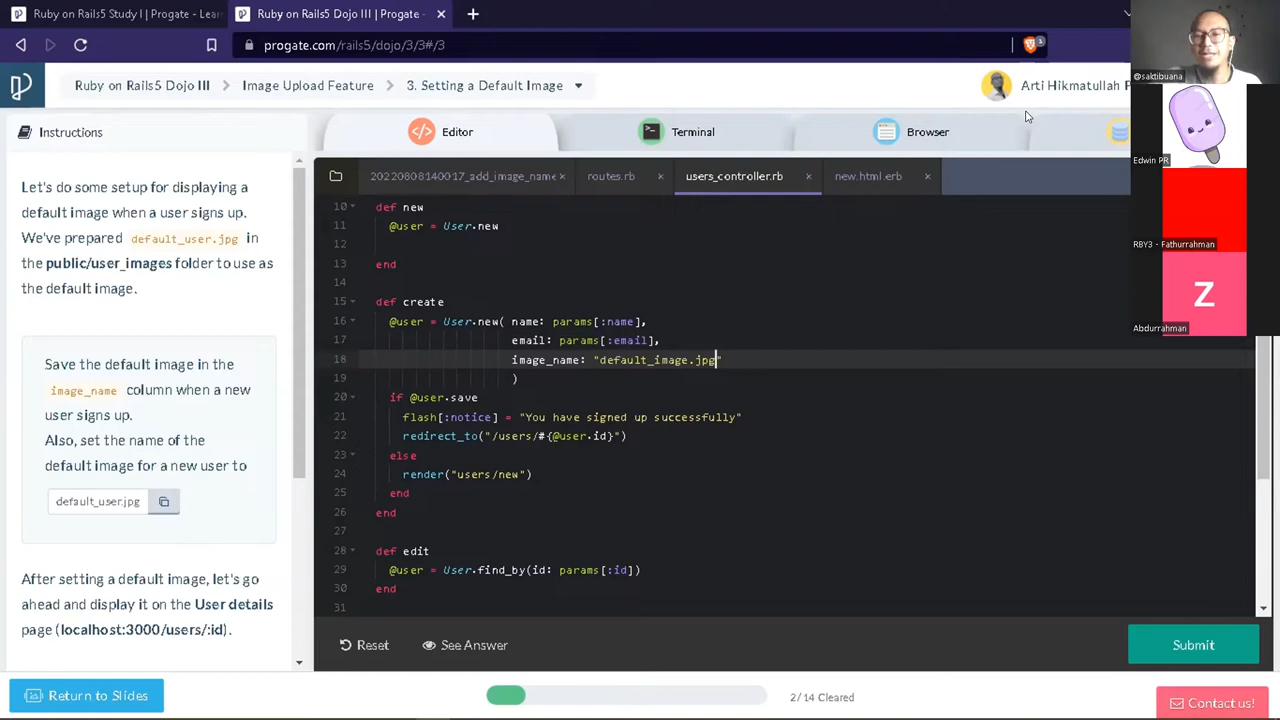 Ruby on Rails5 Study I | Progate - Lear
Ruby on Rails5 Dojo III | Progate -
progate.com/rails5/dojo/3/3#/3
Ruby on Rails5 Dojo III
Image Upload Feature
3. Setting a Default Image
Arti Hikmatullah P
@saktibuana
Edwin PR
RBY3 - Fathurrahman
Z
Abdurrahman
Instructions
Editor
Terminal
Browser
Let's do some setup for displaying a
default image when a user signs up.
We've prepared default_user.jpg in
the public/user_images folder to use as
the default image.
Save the default image in the
image_name column when a new
user signs up.
Also, set the name of the
default image for a new user to
default_user.jpg
After setting a default image, let's go
ahead and display it on the User details
page (localhost:3000/users/:id).
20220808140017_add_image_name
routes.rb
users_controller.rb
new.html.erb
10 def new
11 @user = User.new
12
13 end
14
15 def create
16 @user = User.new( name: params[:name],
17 email: params[:email],
18 image_name: "default_image.jpg"
19 )
20 if @user.save
21 flash[:notice] = "You have signed up successfully"
22 redirect_to("/users/#{@user.id}")
23 else
24 render("users/new")
25 end
26 end
27
28 def edit
29 @user = User.find_by(id: params[:id])
30 end
31
Reset
See Answer
Submit
Return to Slides
2/14 Cleared
Contact us!